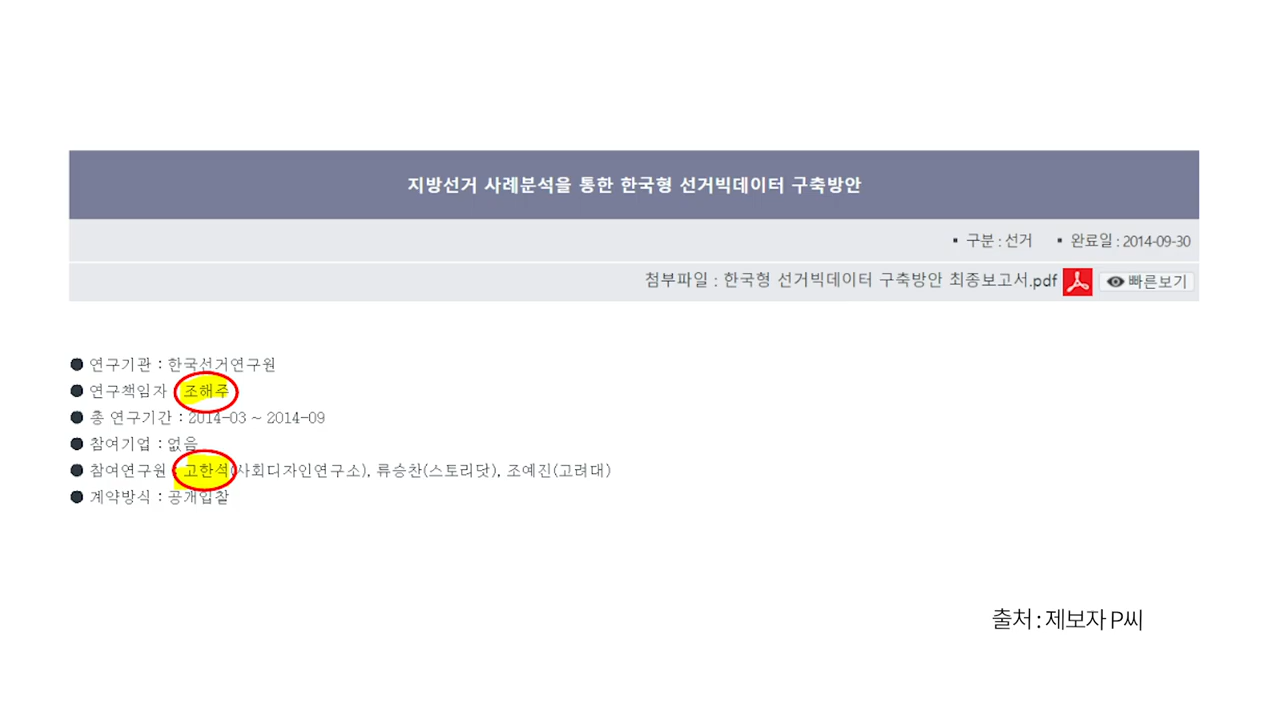 지방선거 사례분석을 통한 한국형 선거빅데이터 구축방안
▪ 구분 : 선거 ▪ 완료일 : 2014-09-30
첨부파일 : 한국형 선거빅데이터 구축방안 최종보고서.pdf 빠른보기
● 연구기관 : 한국선거연구원
● 연구책임자 : 조해주
● 총 연구기간 : 2014-03 ~ 2014-09
● 참여기업 : 없음
● 참여연구원 : 고한석(사회디자인연구소), 류승찬(스토리닷), 조예진(고려대)
● 계약방식 : 공개입찰
출처 : 제보자 P씨